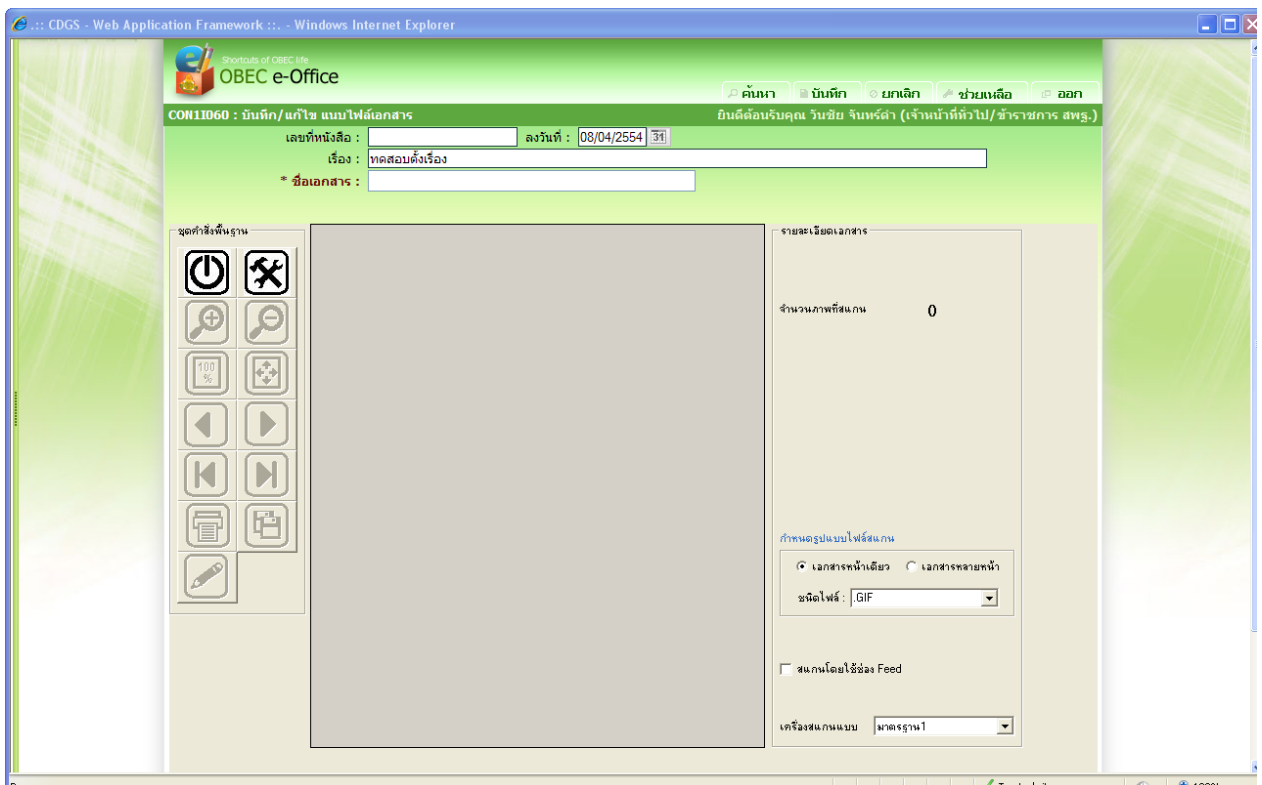 .:: CDGS - Web Application Framework ::. - Windows Internet Explorer
Shortcuts of OBEC life
OBEC e-Office
ค้นหา บันทึก ยกเลิก ช่วยเหลือ ออก
CON1I060 : บันทึก/แก้ไข แนบไฟล์เอกสาร ยินดีต้อนรับคุณ วันชัย จันทร์ดำ (เจ้าหน้าที่ทั่วไป/ข้าราชการ สพฐ.)
เลขที่หนังสือ : ลงวันที่ : 08/04/2554 31
เรื่อง : ทดสอบตั้งเรื่อง
* ชื่อเอกสาร :
ชุดคำสั่งพื้นฐาน
100
%
รายละเอียดเอกสาร
จำนวนภาพที่สแกน 0
กำหนดรูปแบบไฟล์สแกน
เอกสารหน้าเดียว เอกสารหลายหน้า
ชนิดไฟล์ : .GIF
สแกนโดยใช้ช่อง Feed
เครื่องสแกนแบบ มาตรฐาน1